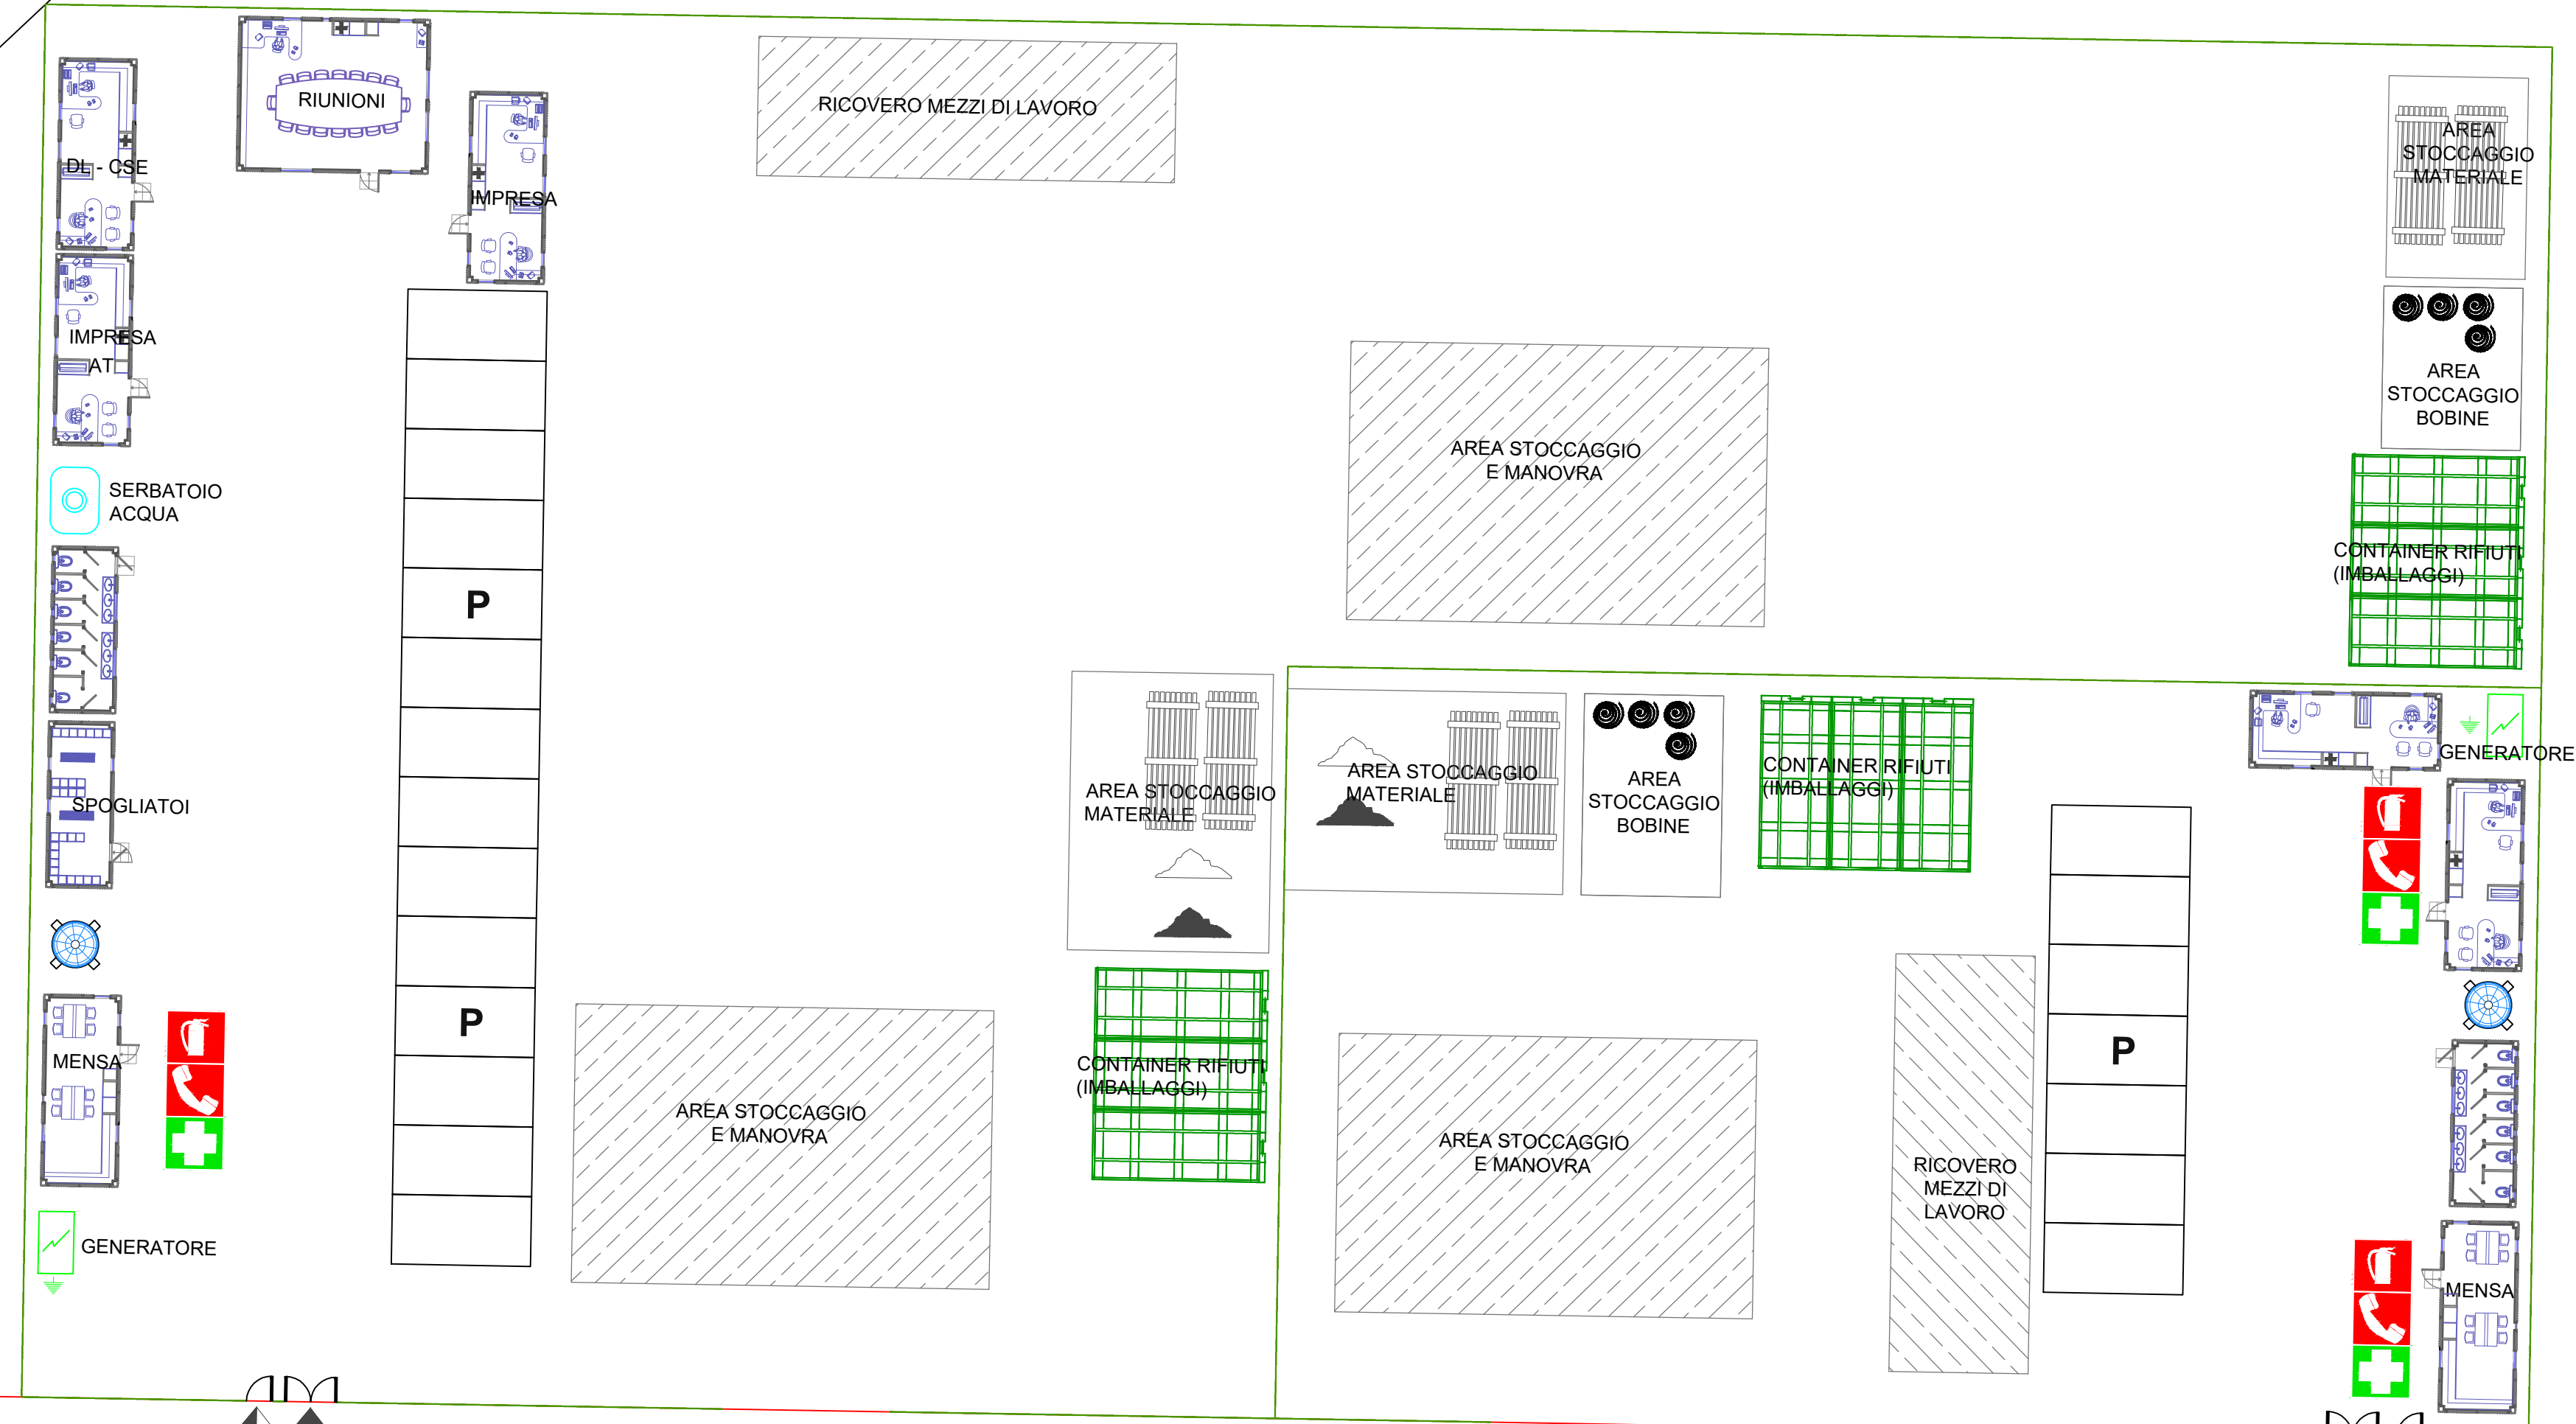 RIUNIONI
RICOVERO MEZZI DI LAVORO
DL - CSE
IMPRESA
AREA
STOCCAGGIO
MATERIALE
IMPRESA
AT
AREA
STOCCAGGIO
BOBINE
AREA STOCCAGGIO
E MANOVRA
SERBATOIO
ACQUA
CONTAINER RIFIUTI
(IMBALLAGGI)
P
SPOGLIATOI
AREA STOCCAGGIO
MATERIALE
AREA STOCCAGGIO
MATERIALE
AREA
STOCCAGGIO
BOBINE
CONTAINER RIFIUTI
(IMBALLAGGI)
GENERATORE
P
MENSA
CONTAINER RIFIUTI
(IMBALLAGGI)
P
AREA STOCCAGGIO
E MANOVRA
AREA STOCCAGGIO
E MANOVRA
RICOVERO
MEZZI DI
LAVORO
GENERATORE
MENSA